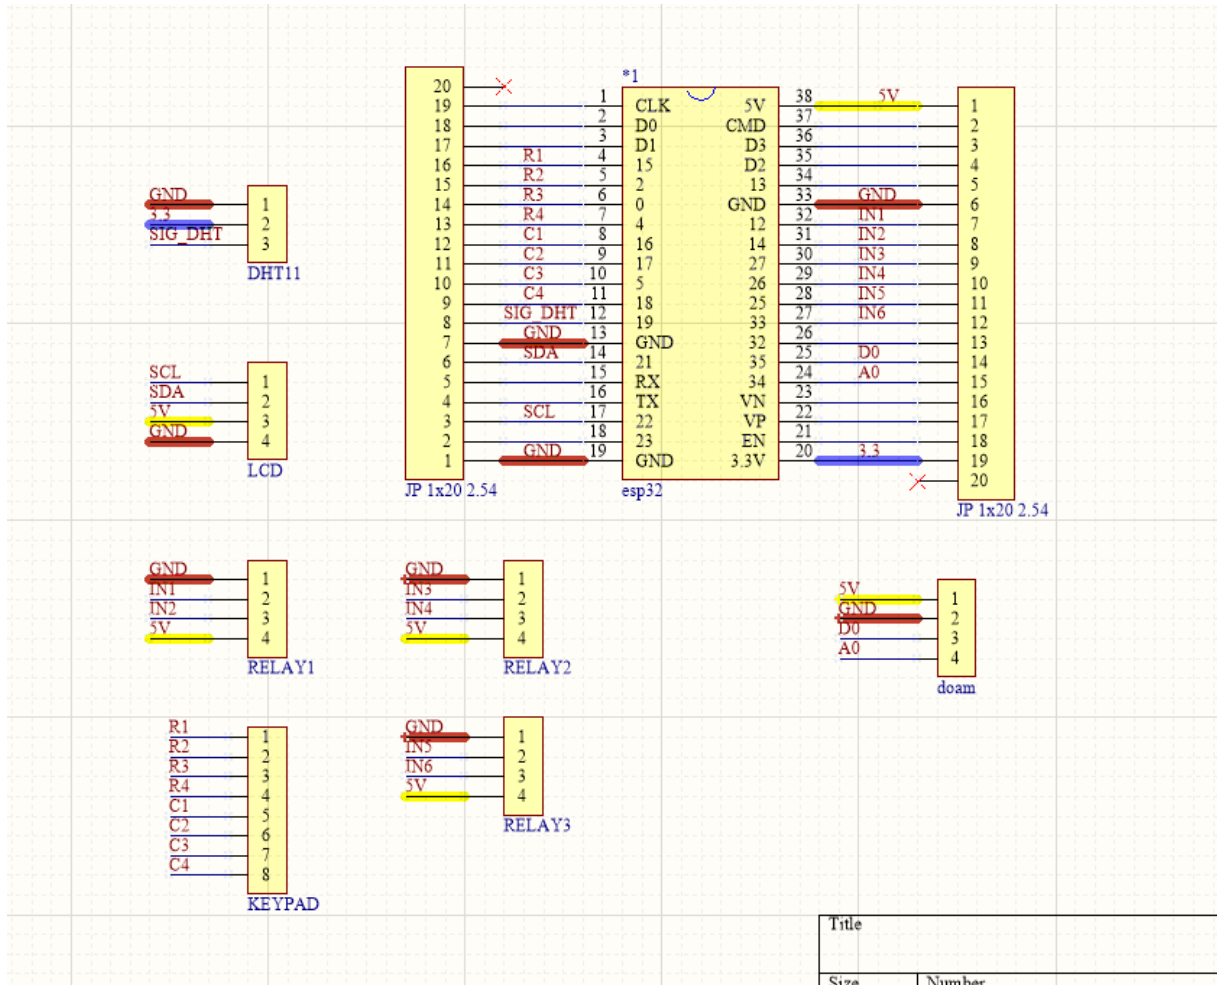 *1
20
19 1 CLK 5V 38 5V 1
18 2 D0 CMD 37 2
17 3 D1 D3 36 3
16 R1 4 15 D2 35 4
15 R2 5 2 13 34 5
14 R3 6 0 GND 33 GND 6
13 R4 7 4 12 32 IN1 7
12 C1 8 16 14 31 IN2 8
11 C2 9 17 27 30 IN3 9
10 C3 10 5 26 29 IN4 10
9 C4 11 18 25 28 IN5 11
8 SIG_DHT 12 19 33 27 IN6 12
7 GND 13 GND 32 26 13
6 SDA 14 21 35 25 D0 14
5 15 RX 34 24 A0 15
4 16 TX VN 23 16
3 SCL 17 22 VP 22 17
2 18 23 EN 21 18
1 GND 19 GND 3.3V 20 3.3 19
20
JP 1x20 2.54
esp32
JP 1x20 2.54
GND 1
3.3 2
SIG_DHT 3
DHT11
SCL 1
SDA 2
5V 3
GND 4
LCD
GND 1
IN1 2
IN2 3
5V 4
RELAY1
GND 1
IN3 2
IN4 3
5V 4
RELAY2
5V 1
GND 2
D0 3
A0 4
doam
R1 1
R2 2
R3 3
R4 4
C1 5
C2 6
C3 7
C4 8
KEYPAD
GND 1
IN5 2
IN6 3
5V 4
RELAY3
Title
Size Number